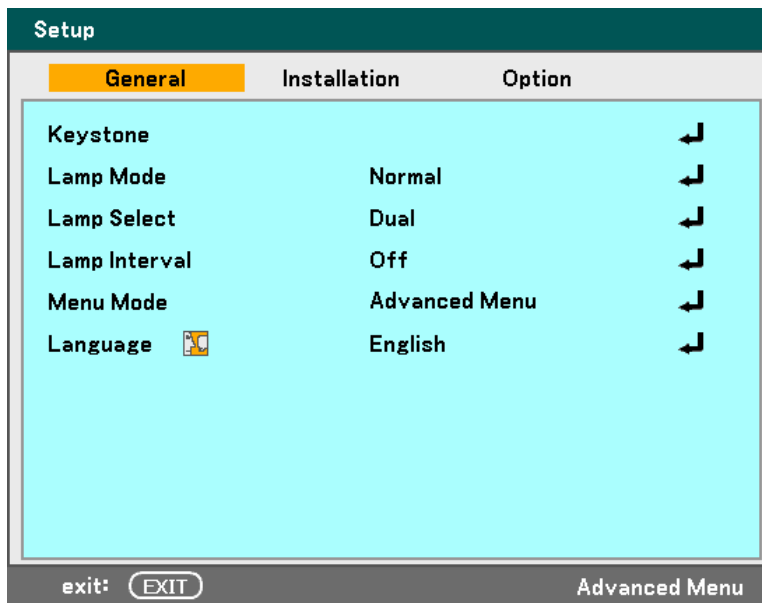 Setup
General Installation Option
Keystone
Lamp Mode Normal
Lamp Select Dual
Lamp Interval Off
Menu Mode Advanced Menu
Language English
exit: EXIT Advanced Menu